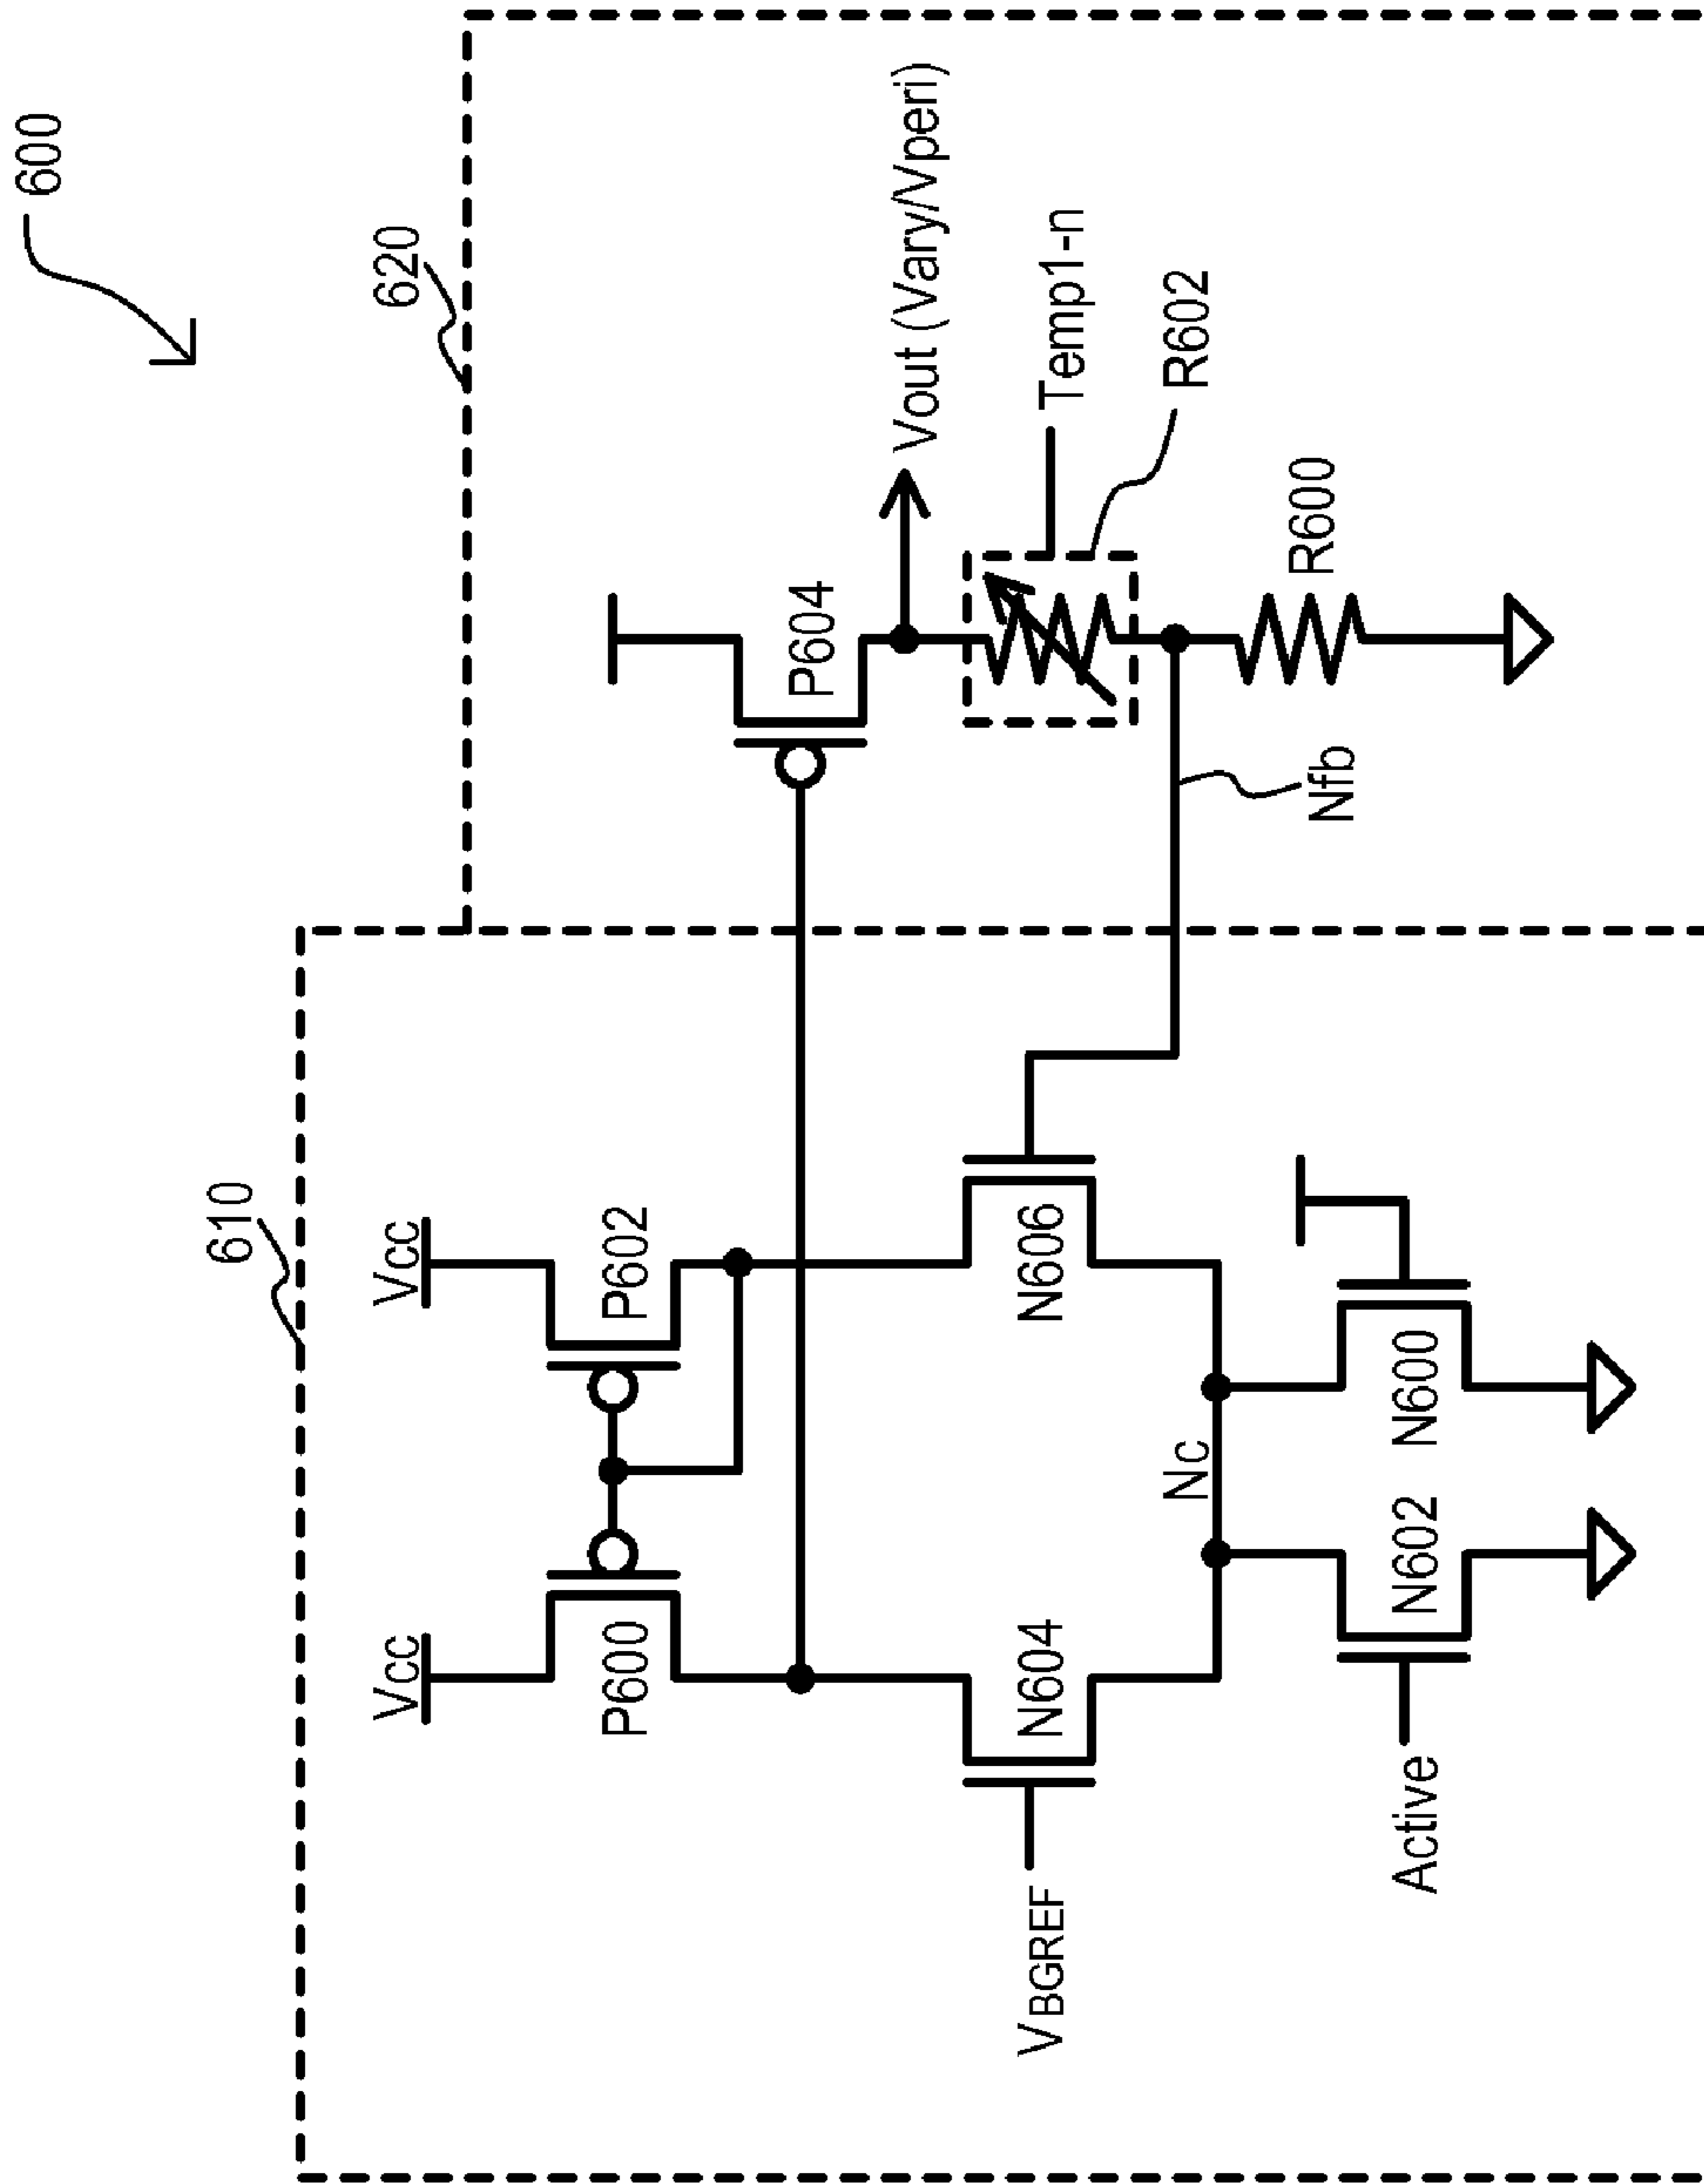 600
610
620
Vcc
Vcc
P600
P602
P604
Vout (Vary/Vperi)
Temp1-n
R602
VBGREF
N604
N606
Nc
Nfb
R600
Active
N602
N600